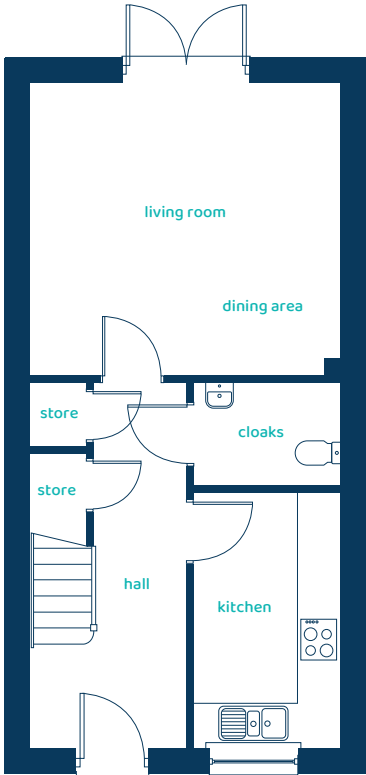 living room
dining area
store
cloaks
store
hall
kitchen